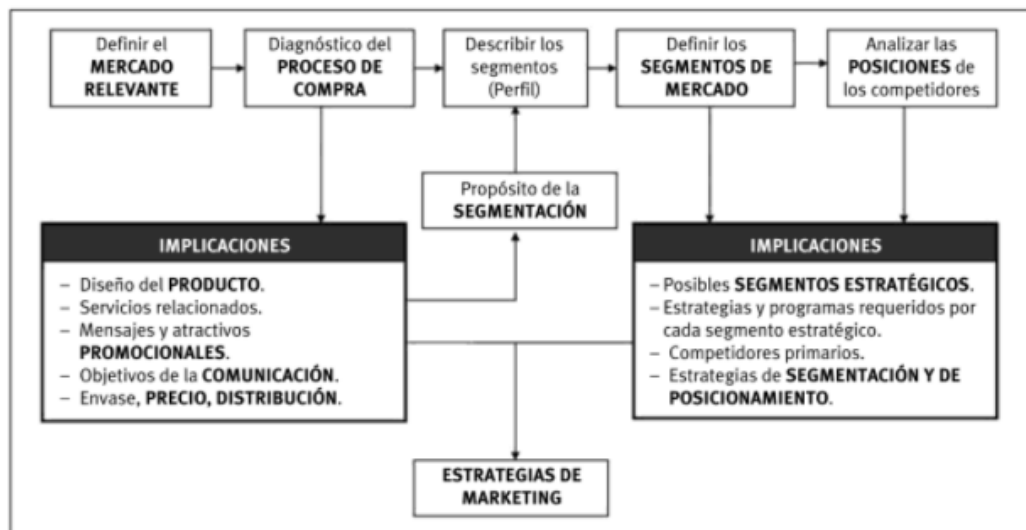 Definir el
MERCADO
RELEVANTE
Diagnóstico del
PROCESO DE
COMPRA
Describir los
segmentos
(Perfil)
Definir los
SEGMENTOS DE
MERCADO
Analizar las
POSICIONES de
los competidores
Propósito de la
SEGMENTACIÓN
IMPLICACIONES
– Diseño del PRODUCTO.
– Servicios relacionados.
– Mensajes y atractivos
PROMOCIONALES.
– Objetivos de la COMUNICACIÓN.
– Envase, PRECIO, DISTRIBUCIÓN.
IMPLICACIONES
– Posibles SEGMENTOS ESTRATÉGICOS.
– Estrategias y programas requeridos por
cada segmento estratégico.
– Competidores primarios.
– Estrategias de SEGMENTACIÓN Y DE
POSICIONAMIENTO.
ESTRATEGIAS DE
MARKETING